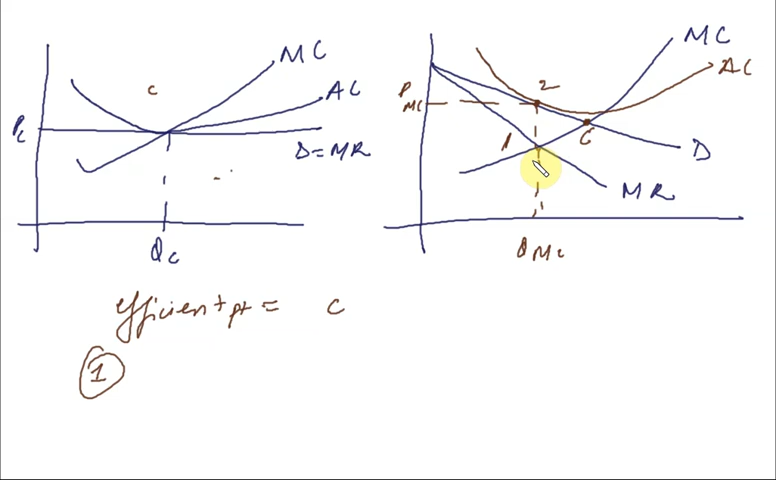 MC
C
AC
Pc
D=MR
Qc
MC
AC
2
PMC
C
1
D
MR
QMC
efficient pt = C
1